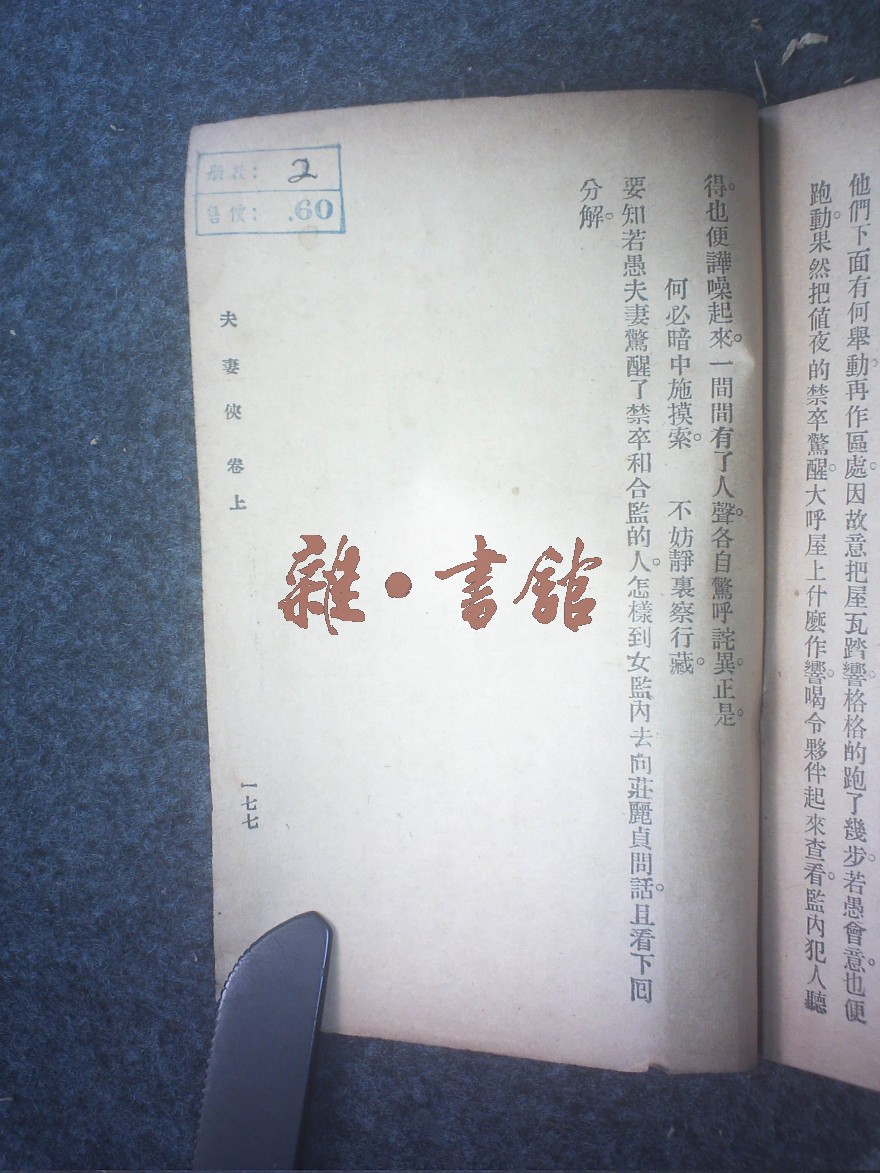 他們下面有何舉動。再作區處。因故意把屋瓦踏響。格格的跑了幾步。若愚會意。也便
跑動。果然把值夜的禁卒驚醒。大呼屋上什麼作響。喝令夥伴起來查看。監內犯人聽
得。也便譁噪起來。一間間有了人聲。各自驚呼詫異。正是。
何必暗中施摸索。 不妨靜裏察行藏。
要知若愚夫妻驚醒了禁卒和合監的人。怎樣到女監內去向莊麗貞問話。且看下回
分解。
夫妻俠 卷上
一七七
册数: 2
售價: .60
雜·書館